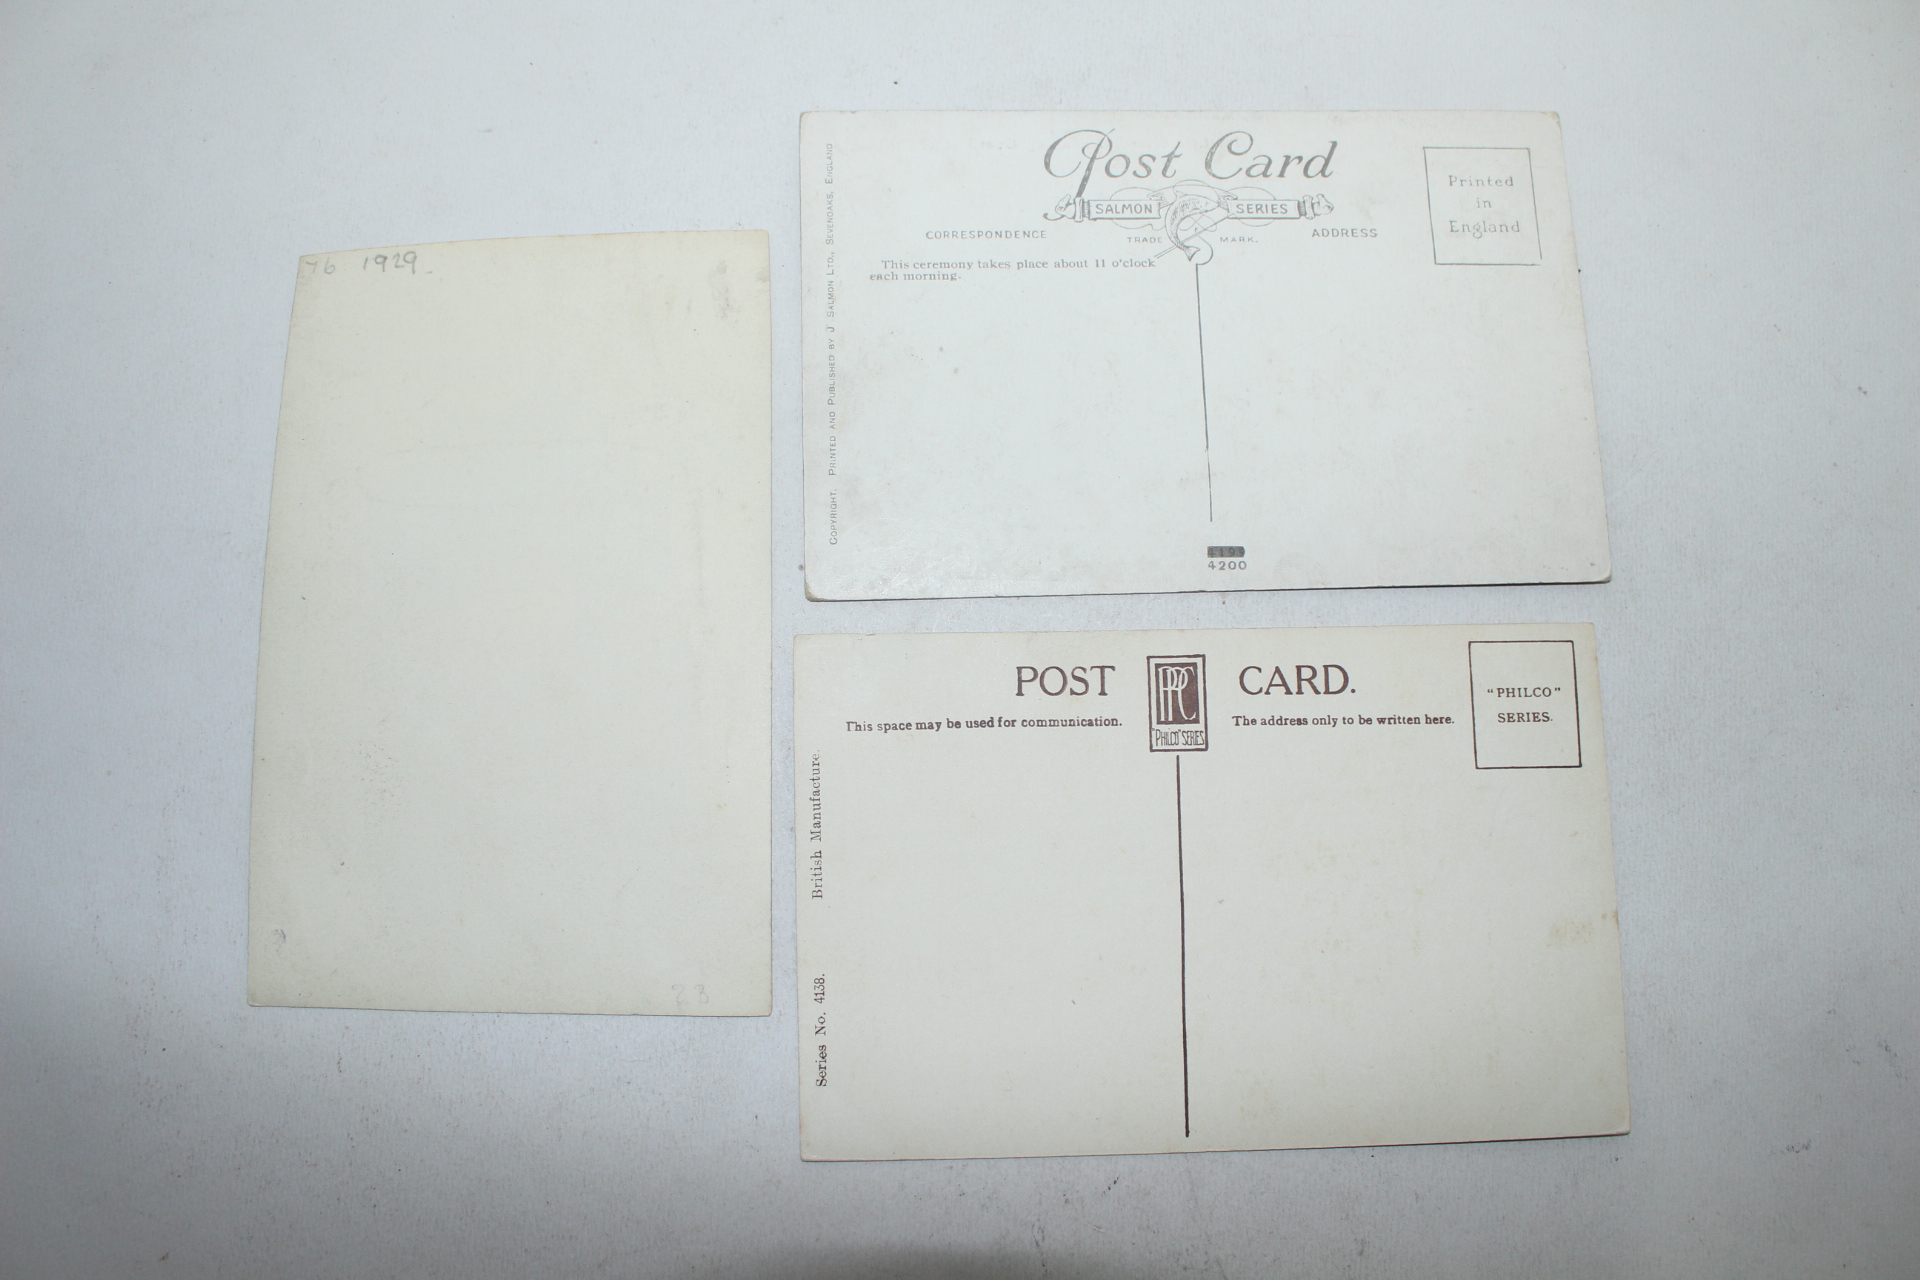 1929
23
Post Card
SALMON SERIES
TRADE MARK.
CORRESPONDENCE
ADDRESS
Printed
in
England
This ceremony takes place about 11 o'clock
each morning.
COPYRIGHT. PRINTED AND PUBLISHED BY J SALMON LTD., SEVENOAKS, ENGLAND
4200
POST CARD.
This space may be used for communication.
The address only to be written here.
PPC
"PHILCO" SERIES
"PHILCO"
SERIES.
British Manufacture.
Series No. 4138.